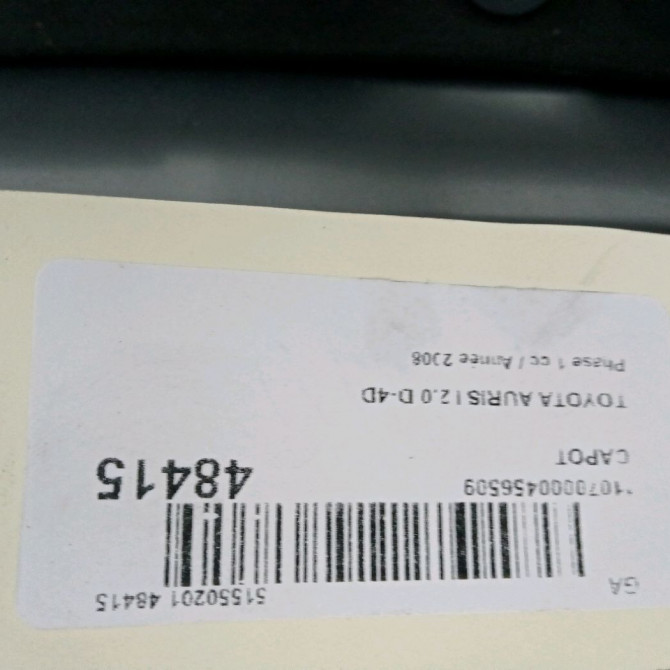 GA 51550201 48415
*1070000456509 48415
CAPOT
TOYOTA AURIS I 2.0 D-4D
Phase 1 cc / Année 2008